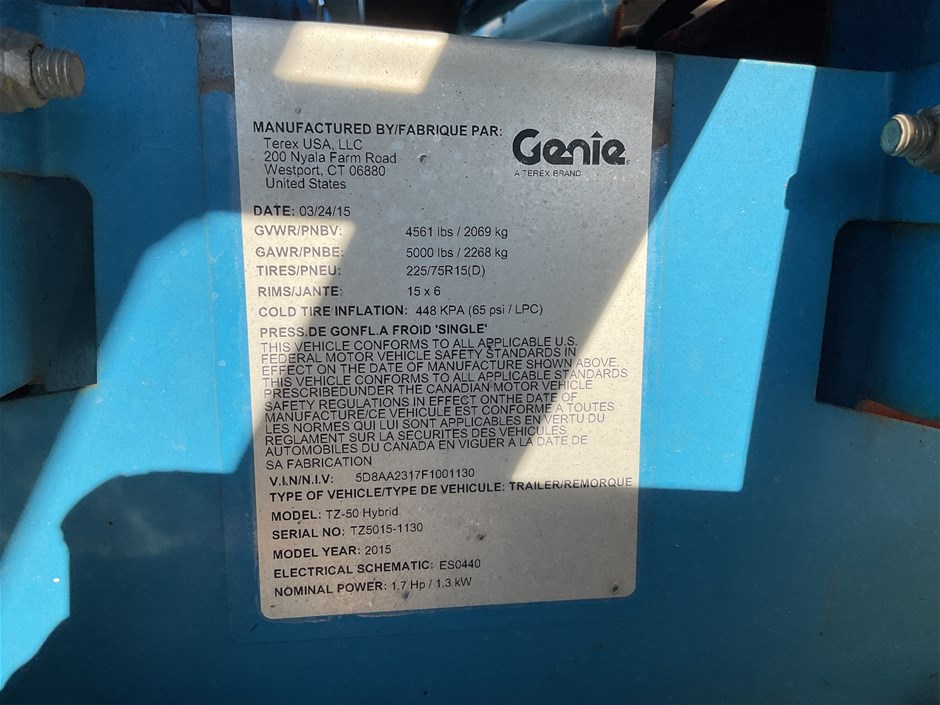 MANUFACTURED BY/FABRIQUE PAR:
Terex USA, LLC
200 Nyala Farm Road
Westport, CT 06880
United States
Genie
A TEREX BRAND
DATE: 03/24/15
GVWR/PNBV: 4561 lbs / 2069 kg
GAWR/PNBE: 5000 lbs / 2268 kg
TIRES/PNEU: 225/75R15(D)
RIMS/JANTE: 15 x 6
COLD TIRE INFLATION: 448 KPA (65 psi / LPC)
PRESS.DE GONFL.A FROID 'SINGLE'
THIS VEHICLE CONFORMS TO ALL APPLICABLE U.S.
FEDERAL MOTOR VEHICLE SAFETY STANDARDS IN
EFFECT ON THE DATE OF MANUFACTURE SHOWN ABOVE.
THIS VEHICLE CONFORMS TO ALL APPLICABLE STANDARDS
PRESCRIBEDUNDER THE CANADIAN MOTOR VEHICLE
SAFETY REGULATIONS IN EFFECT ONTHE DATE OF
MANUFACTURE/CE VEHICULE EST CONFORME A TOUTES
LES NORMES QUI LUI SONT APPLICABLES EN VERTU DU
REGLAMENT SUR LA SECURITES DES VEHICULES
AUTOMOBILES DU CANADA EN VIGUER A LA DATE DE
SA FABRICATION
V.I.N/N.I.V: 5D8AA2317F1001130
TYPE OF VEHICLE/TYPE DE VEHICULE: TRAILER/REMORQUE
MODEL: TZ-50 Hybrid
SERIAL NO: TZ5015-1130
MODEL YEAR: 2015
ELECTRICAL SCHEMATIC: ES0440
NOMINAL POWER: 1.7 Hp / 1.3 kW